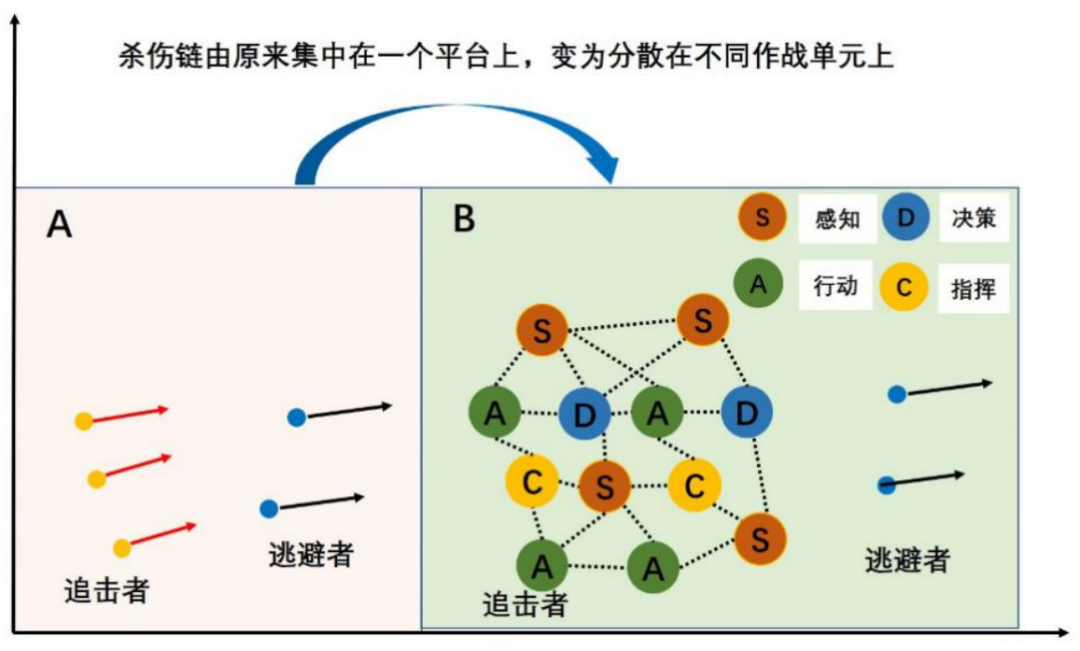 杀伤链由原来集中在一个平台上，变为分散在不同作战单元上
A
B
S 感知 D 决策
A 行动 C 指挥
S S
A D A D
C S C
S
A A
追击者
逃避者
追击者
逃避者